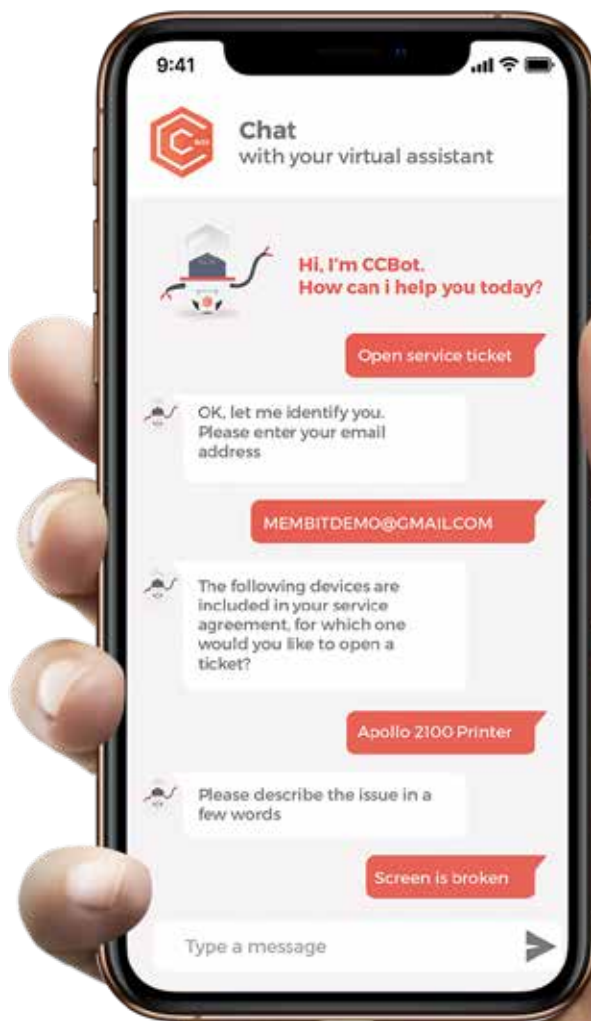 9:41
Chat
with your virtual assistant
Hi, I'm CCBot.
How can i help you today?
Open service ticket
OK, let me identify you.
Please enter your email
address
MEMBITDEMO@GMAIL.COM
The following devices are
included in your service
agreement, for which one
would you like to open a
ticket?
Apollo 2100 Printer
Please describe the issue in a
few words
Screen is broken
Type a message